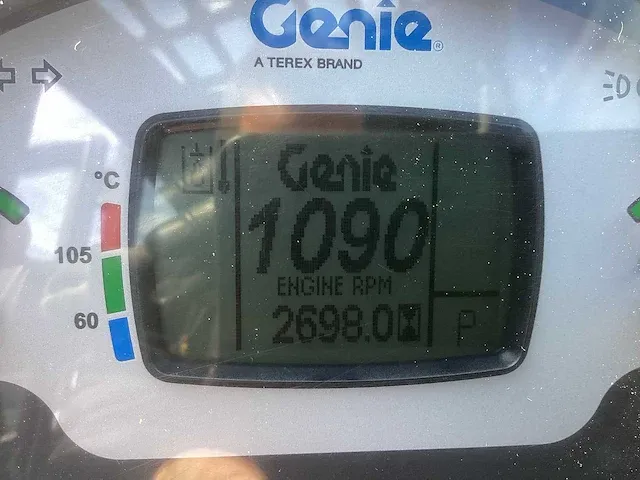 Genie®
A TEREX BRAND
°C
105
60
Genie
1090
ENGINE RPM
2698.0
P